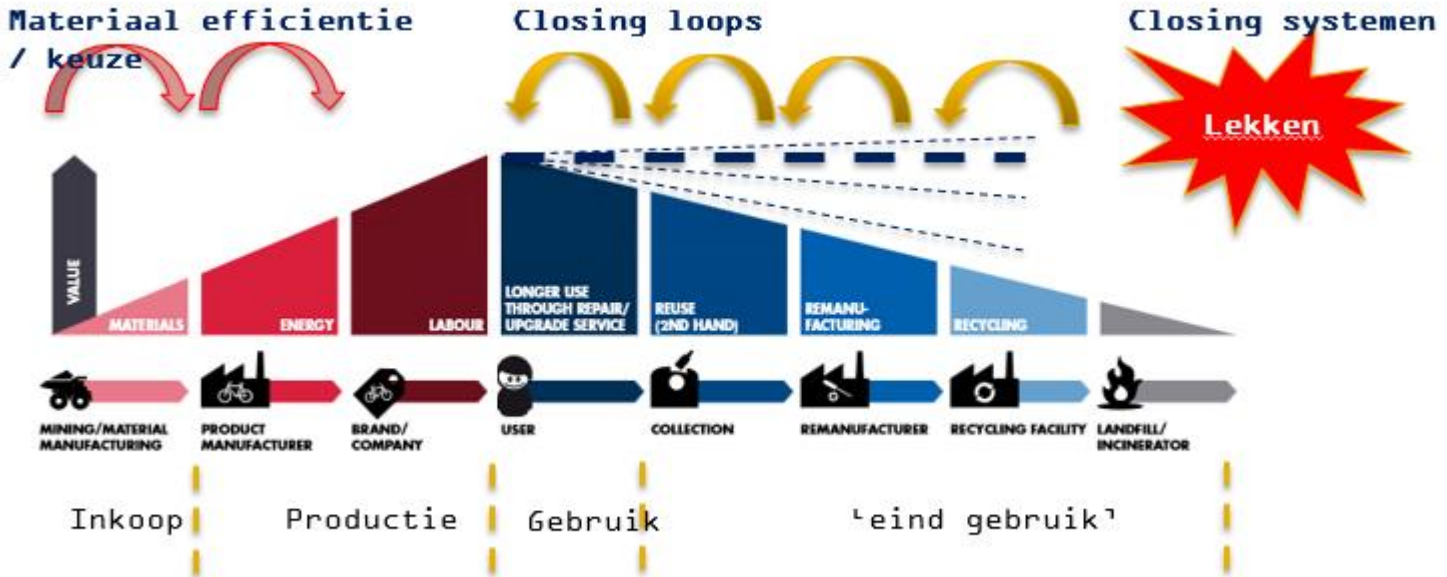 Materiaal efficientie
/ keuze
Closing loops
Closing systemen
Lekken
VALUE
MATERIALS
ENERGY
LABOUR
LONGER USE
THROUGH REPAIR/
UPGRADE SERVICE
REUSE
(2ND HAND)
REMANU-
FACTURING
RECYCLING
MINING/MATERIAL
MANUFACTURING
PRODUCT
MANUFACTURER
BRAND/
COMPANY
USER
COLLECTION
REMANUFACTURER
RECYCLING FACILITY
LANDFILL/
INCINERATOR
Inkoop
Productie
Gebruik
‘eind gebruik’